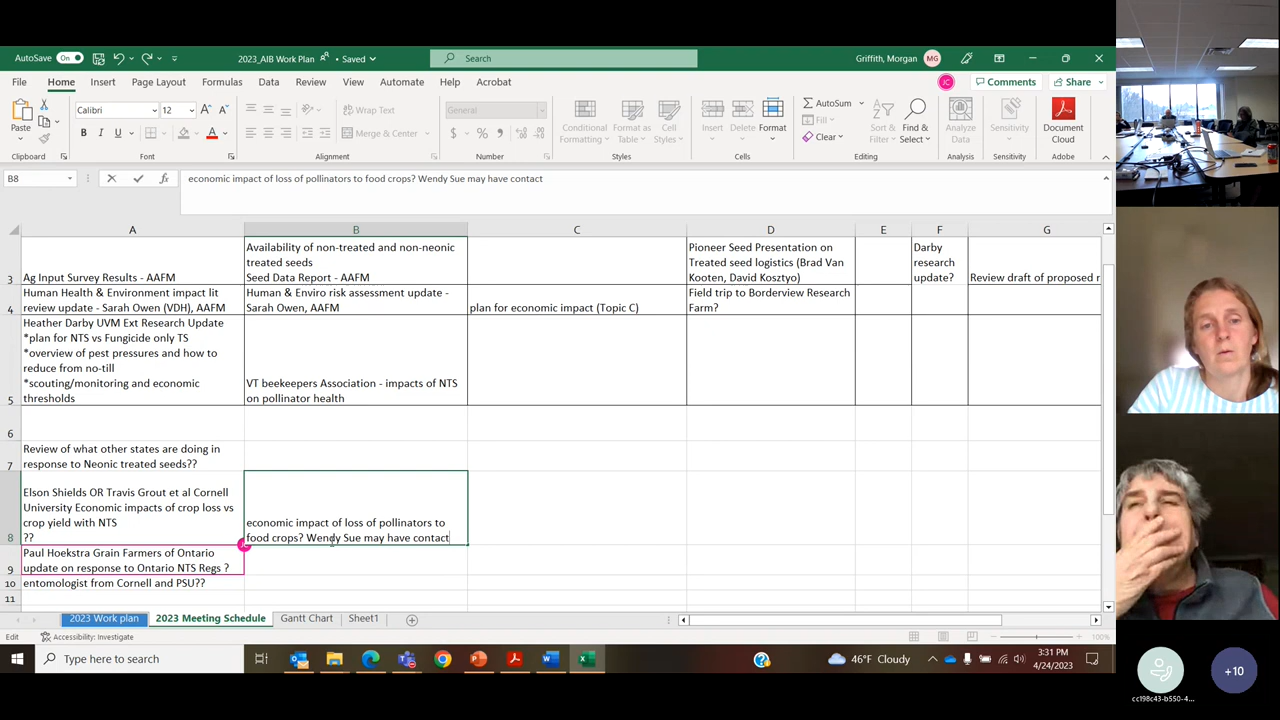 AutoSave On 2023_AIB Work Plan • Saved Search Griffith, Morgan MG
File Home Insert Page Layout Formulas Data Review View Automate Help Acrobat JC Comments Share
Paste Calibri 12 A A B I U A Wrap Text Merge & Center General $ % Conditional Formatting Format as Table Cell Styles Insert Delete Format AutoSum Fill Clear Sort & Filter Find & Select Analyze Data Sensitivity Document Cloud
Clipboard Font Alignment Number Styles Cells Editing Analysis Sensitivity Adobe
B8 fx economic impact of loss of pollinators to food crops? Wendy Sue may have contact
A B C D E F G
3
Ag Input Survey Results - AAFM
Availability of non-treated and non-neonic
treated seeds
Seed Data Report - AAFM
Pioneer Seed Presentation on
Treated seed logistics (Brad Van
Kooten, David Kosztyo)
Darby
research
update?
Review draft of proposed r
4
Human Health & Environment impact lit
review update - Sarah Owen (VDH), AAFM
Human & Enviro risk assessment update -
Sarah Owen, AAFM
plan for economic impact (Topic C)
Field trip to Borderview Research
Farm?
5
Heather Darby UVM Ext Research Update
*plan for NTS vs Fungicide only TS
*overview of pest pressures and how to
reduce from no-till
*scouting/monitoring and economic
thresholds
VT beekeepers Association - impacts of NTS
on pollinator health
6
7
Review of what other states are doing in
response to Neonic treated seeds??
8
Elson Shields OR Travis Grout et al Cornell
University Economic impacts of crop loss vs
crop yield with NTS
??
economic impact of loss of pollinators to
food crops? Wendy Sue may have contact
9
Paul Hoekstra Grain Farmers of Ontario
update on response to Ontario NTS Regs ?
10
entomologist from Cornell and PSU??
11
2023 Work plan 2023 Meeting Schedule Gantt Chart Sheet1
Edit Accessibility: Investigate 100%
Type here to search 46°F Cloudy 3:31 PM
4/24/2023
cc198c43-b550-4... +10